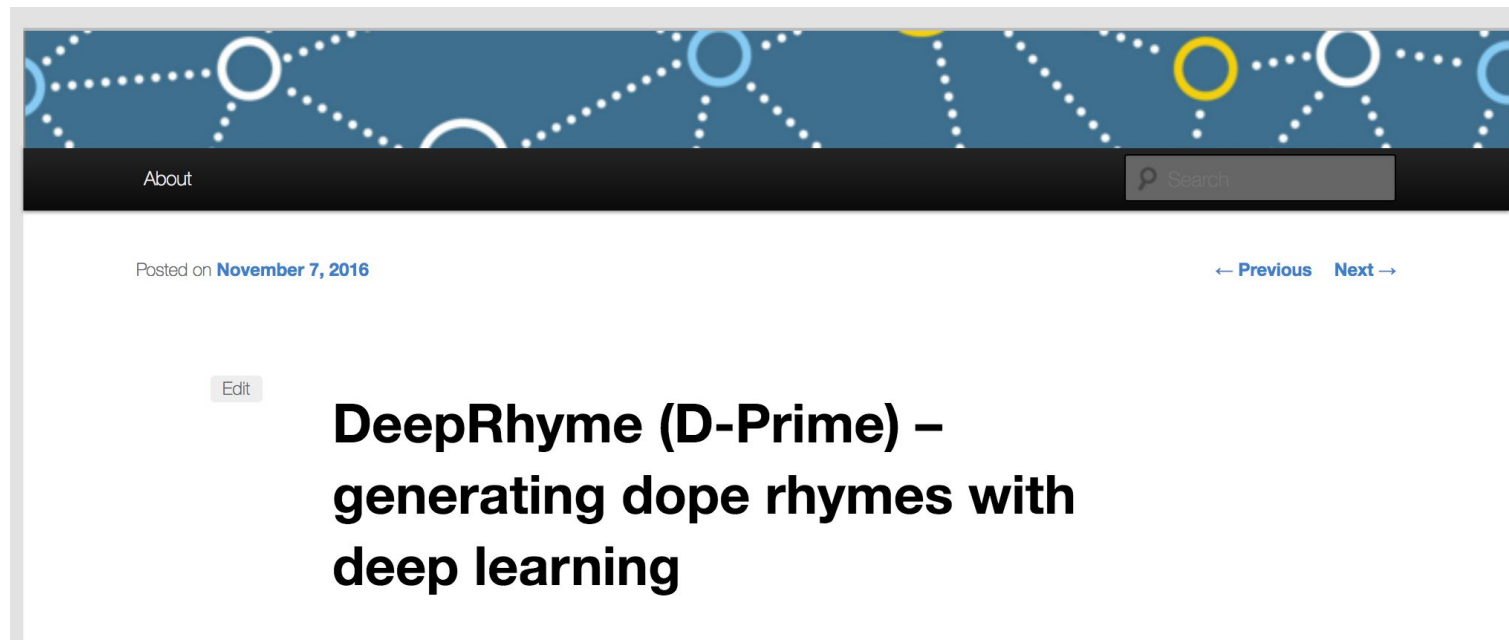 About
Search
Posted on November 7, 2016
← Previous Next →
Edit
DeepRhyme (D-Prime) –
generating dope rhymes with
deep learning